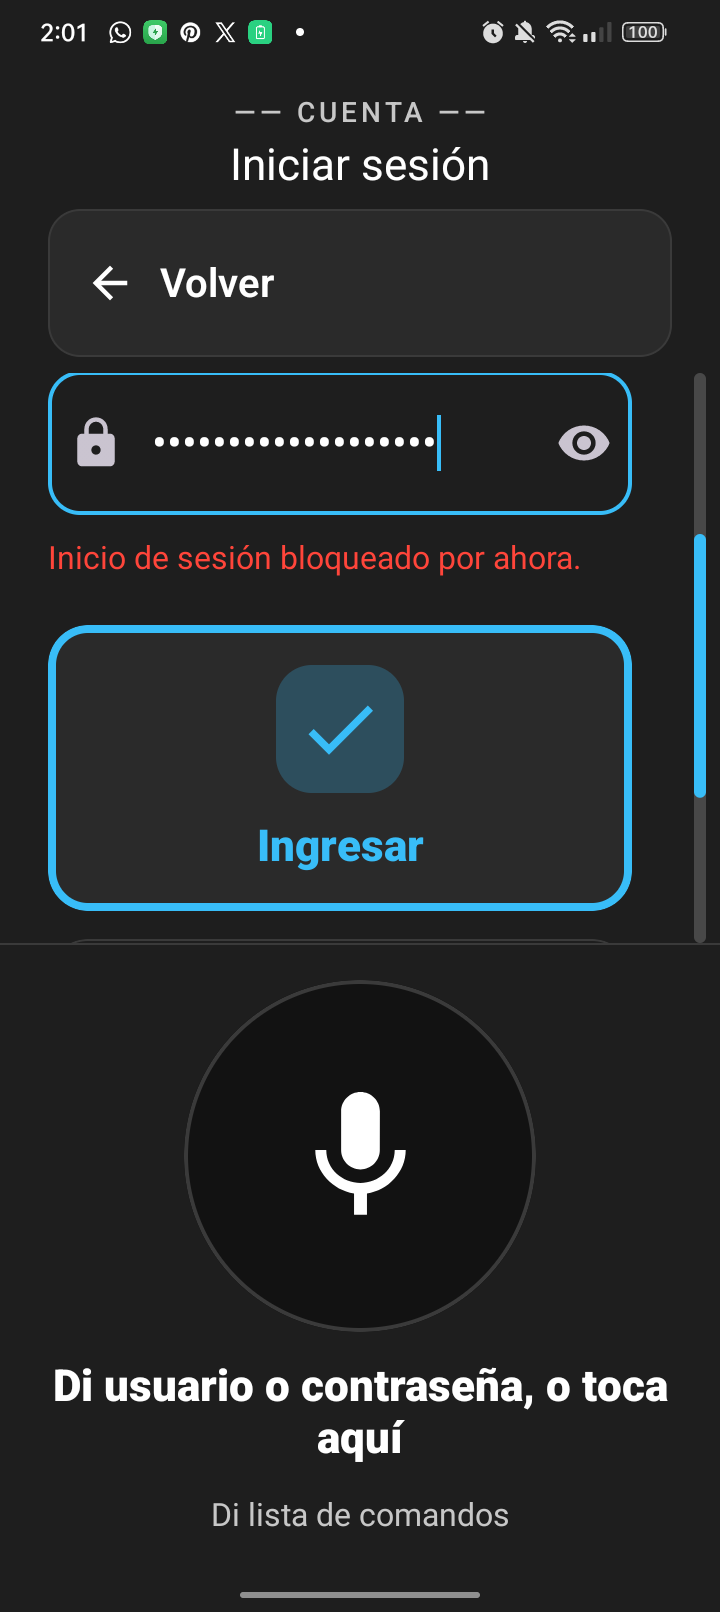 2:01
100
—— CUENTA ——
Iniciar sesión
Volver
•••••••••••••••••••
Inicio de sesión bloqueado por ahora.
Ingresar
Di usuario o contraseña, o toca
aquí
Di lista de comandos